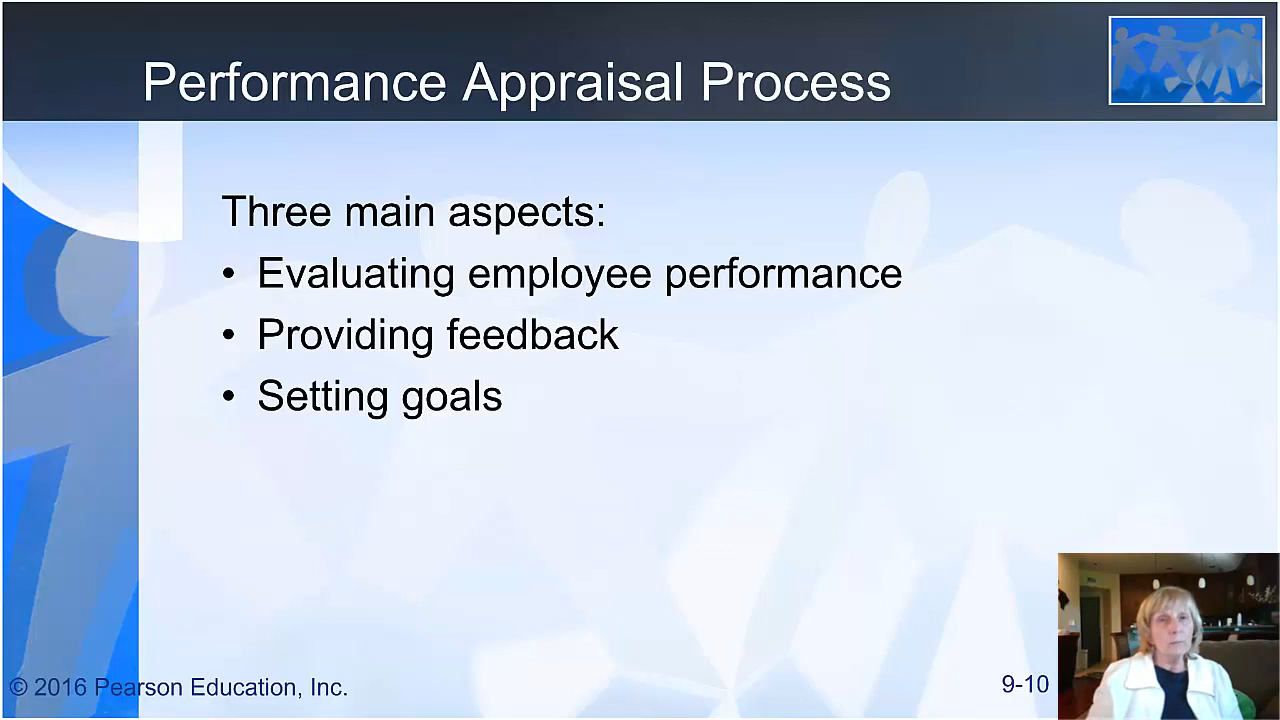 Performance Appraisal Process
Three main aspects:
• Evaluating employee performance
• Providing feedback
• Setting goals
© 2016 Pearson Education, Inc.
9-10